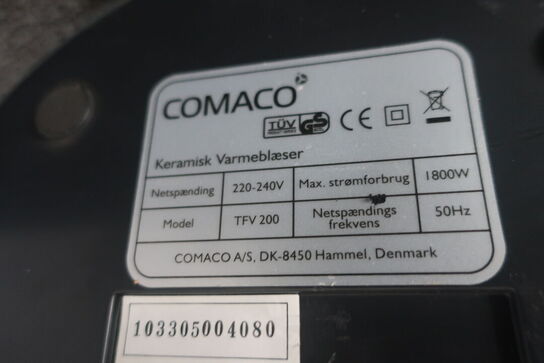 COMACO
TÜV GS CE
Keramisk Varmeblæser
Netspænding 220-240V Max. strømforbrug 1800W
Model TFV 200 Netspændings frekvens 50Hz
COMACO A/S, DK-8450 Hammel, Denmark
103305004080